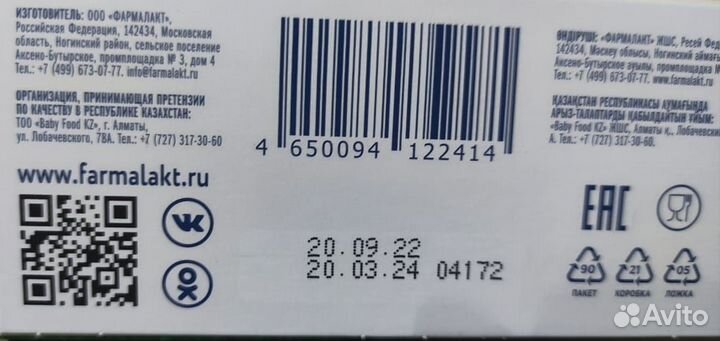 ИЗГОТОВИТЕЛЬ: ООО «ФАРМАЛАКТ»,
Российская Федерация, 142434, Московская
область, Ногинский район, сельское поселение
Аксено-Бутырское, промплощадка № 3, дом 4
Тел.: +7 (499) 673-07-77. info@farmalakt.ru
ОРГАНИЗАЦИЯ, ПРИНИМАЮЩАЯ ПРЕТЕНЗИИ
ПО КАЧЕСТВУ В РЕСПУБЛИКЕ КАЗАХСТАН:
ТОО «Baby Food KZ», г. Алматы,
ул. Лобачевского, 78А. Тел.: +7 (727) 317-30-60
www.farmalakt.ru
4 650094 122414
20.09.22
20.03.24 04172
ӨНДІРУШІ: «ФАРМАЛАКТ» ЖШС, Ресей Фед
142434, Мәскеу облысы, Ногинский аймағы
Аксено-Бутырское ауылы, промплощадка №
Тел.: +7 (499) 673-07-77. www.farmalakt.ru
ҚАЗАҚСТАН РЕСПУБЛИКАСЫ АУМАҒЫНДА
АРЫЗ-ТАЛАПТАРДЫ ҚАБЫЛДАЙТЫН ҰЙЫМ:
«Baby Food KZ» ЖШС, Алматы қ., Лобачевског
А. Тел.: +7 (727) 317-30-60.
EAC
90 21 05
ПАКЕТ КОРОБКА ЛОЖКА
Avito